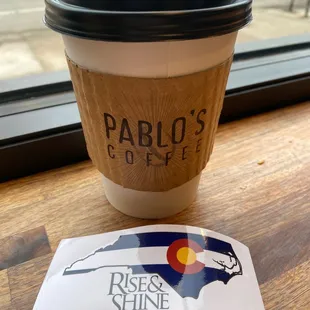 PABLO'S
COFFEE
RISE &
SHINE